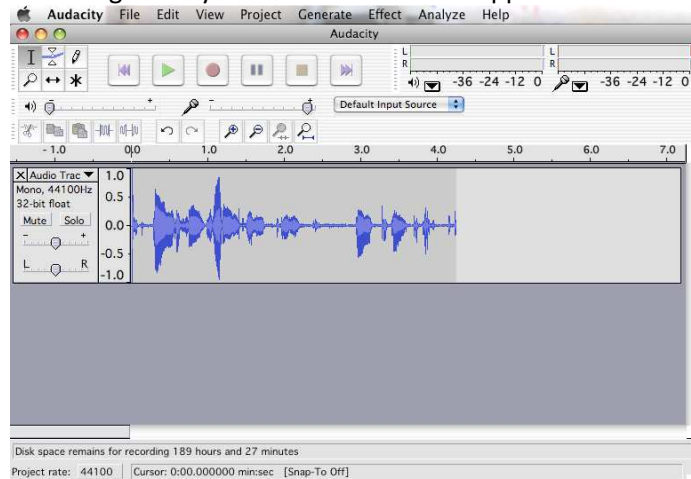 Audacity File Edit View Project Generate Effect Analyze Help
Audacity
L
R
L
R
-36 -24 -12 0
-36 -24 -12 0
- +
- +
Default Input Source
- 1.0 0.0 1.0 2.0 3.0 4.0 5.0 6.0 7.0
X Audio Trac
1.0
Mono, 44100Hz
32-bit float
0.5
Mute Solo
0.0
- +
-0.5
L R
-1.0
Disk space remains for recording 189 hours and 27 minutes
Project rate: 44100 Cursor: 0:00.000000 min:sec [Snap-To Off]